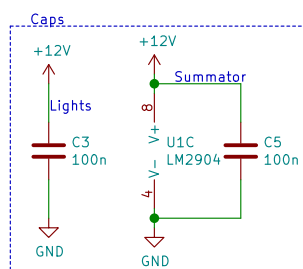 Caps
+12V
+12V
Lights
Summator
8
V+
C3
100n
U1C
LM2904
C5
100n
V-
4
GND
GND